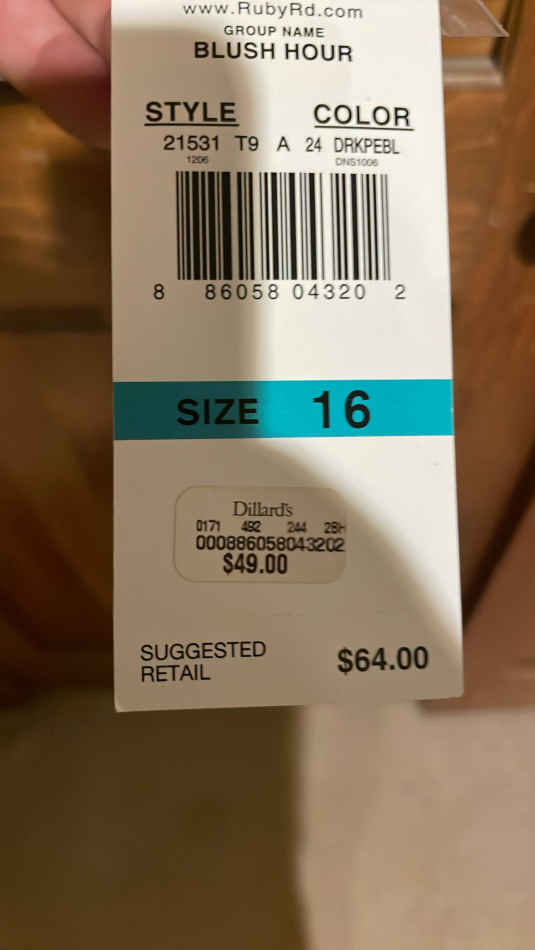 www.RubyRd.com
GROUP NAME
BLUSH HOUR
STYLE COLOR
21531 T9 A 24 DRKPEBL
1206 DNS1006
8 86058 04320 2
SIZE 16
Dillard's
0171 492 244 2BH
000886058043202
$49.00
SUGGESTED
RETAIL $64.00